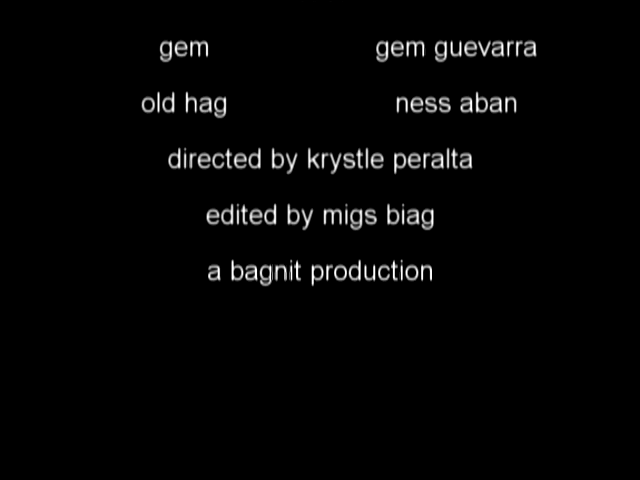 gem gem guevarra
old hag ness aban
directed by krystle peralta
edited by migs biag
a bagnit production